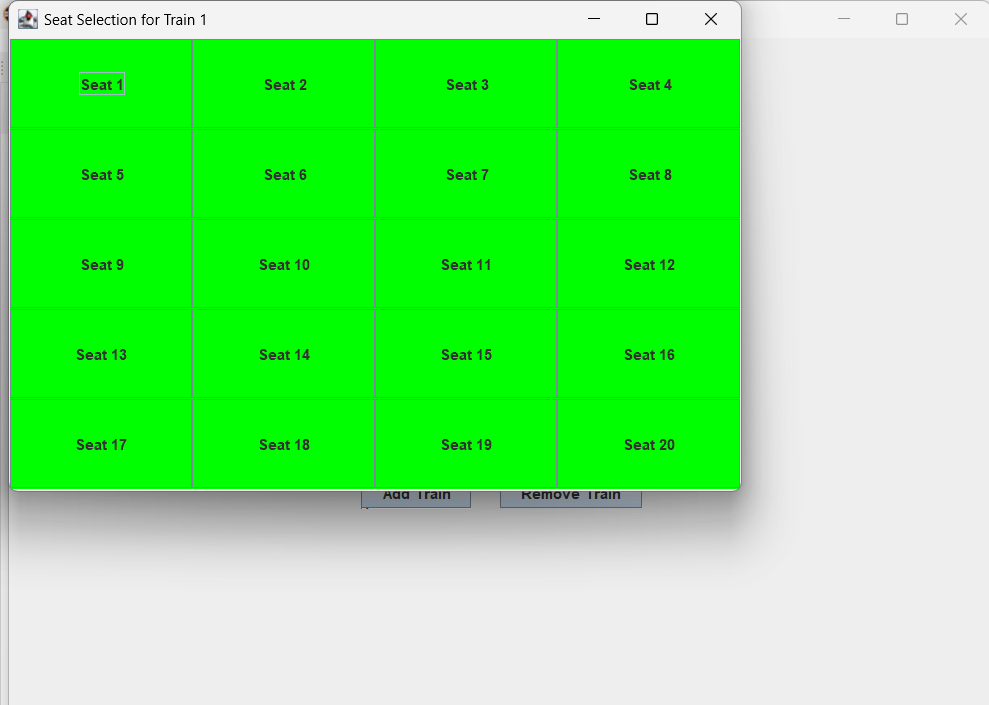 Seat Selection for Train 1
Seat 1 Seat 2 Seat 3 Seat 4
Seat 5 Seat 6 Seat 7 Seat 8
Seat 9 Seat 10 Seat 11 Seat 12
Seat 13 Seat 14 Seat 15 Seat 16
Seat 17 Seat 18 Seat 19 Seat 20
Add Train Remove Train